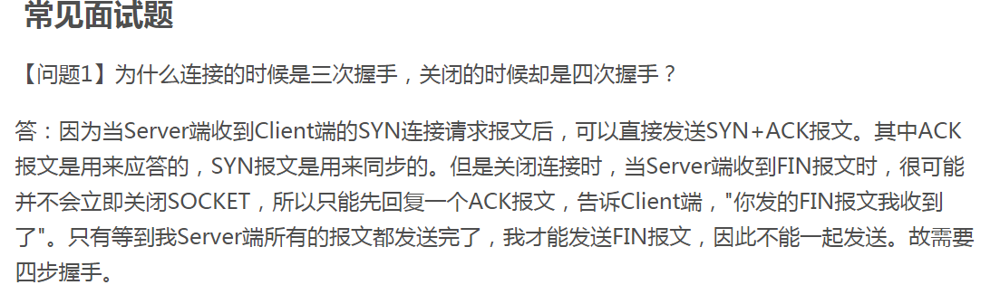 常见面试题
【问题1】为什么连接的时候是三次握手，关闭的时候却是四次握手？
答：因为当Server端收到Client端的SYN连接请求报文后，可以直接发送SYN+ACK报文。其中ACK
报文是用来应答的，SYN报文是用来同步的。但是关闭连接时，当Server端收到FIN报文时，很可能
并不会立即关闭SOCKET，所以只能先回复一个ACK报文，告诉Client端，"你发的FIN报文我收到
了"。只有等到我Server端所有的报文都发送完了，我才能发送FIN报文，因此不能一起发送。故需要
四步握手。